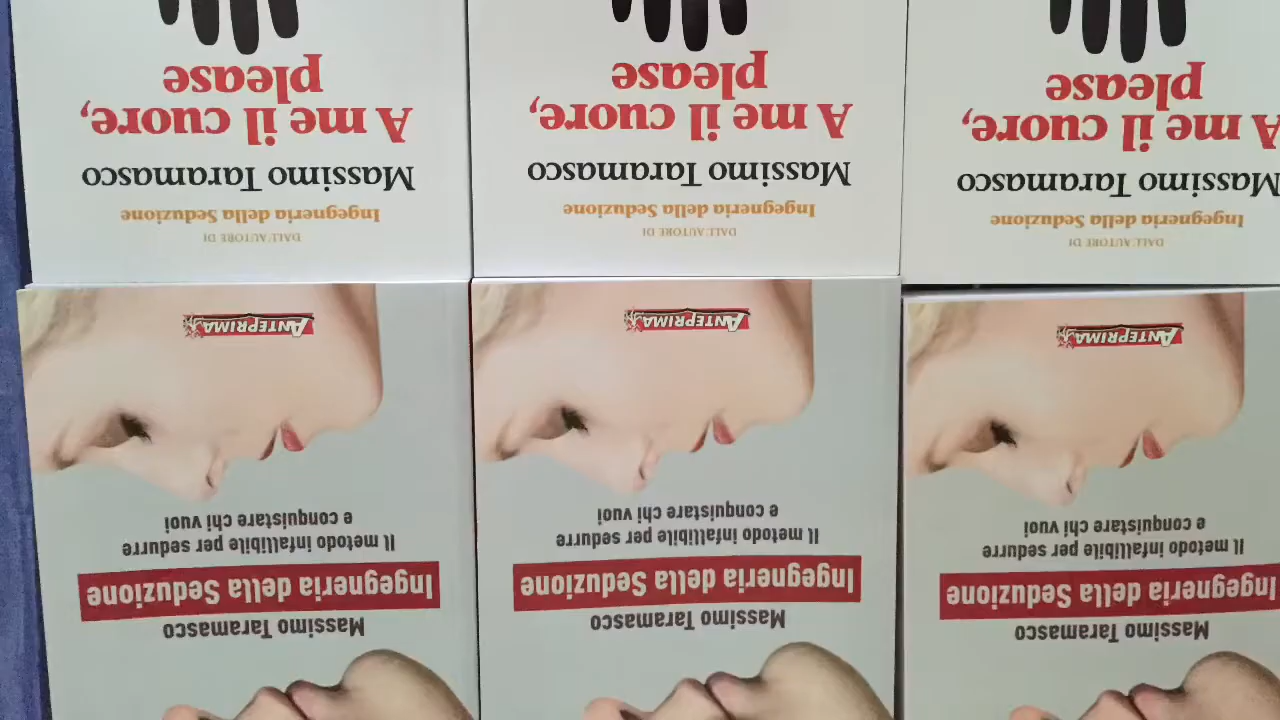 Massimo Taramasco
Ingegneria della Seduzione
Il metodo infallibile per sedurre
e conquistare chi vuoi
ANTEPRIMA
Massimo Taramasco
Ingegneria della Seduzione
Il metodo infallibile per sedurre
e conquistare chi vuoi
ANTEPRIMA
Massimo Taramasco
Ingegneria della Seduzione
Il metodo infallibile per sedurre
e conquistare chi vuoi
ANTEPRIMA
DALL'AUTORE DI
Ingegneria della Seduzione
Massimo Taramasco
A me il cuore,
please
DALL'AUTORE DI
Ingegneria della Seduzione
Massimo Taramasco
A me il cuore,
please
DALL'AUTORE DI
Ingegneria della Seduzione
Massimo Taramasco
A me il cuore,
please